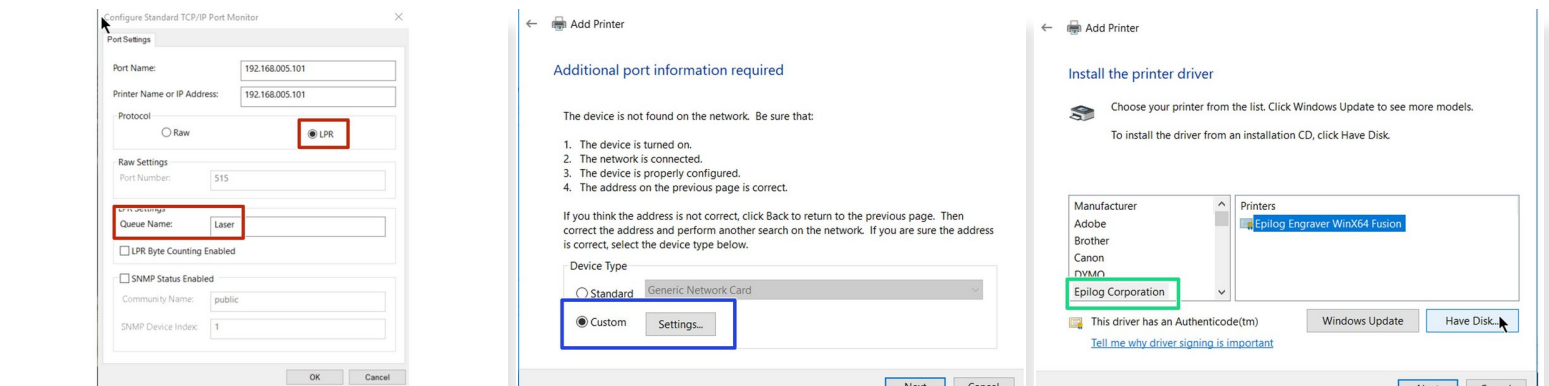 Configure Standard TCP/IP Port Monitor
Port Settings
Port Name:
192.168.005.101
Printer Name or IP Address:
192.168.005.101
Protocol
Raw
LPR
Raw Settings
Port Number:
515
LPR Settings
Queue Name:
Laser
LPR Byte Counting Enabled
SNMP Status Enabled
Community Name:
public
SNMP Device Index:
1
OK
Cancel
Add Printer
Additional port information required
The device is not found on the network. Be sure that:
1. The device is turned on.
2. The network is connected.
3. The device is properly configured.
4. The address on the previous page is correct.
If you think the address is not correct, click Back to return to the previous page. Then
correct the address and perform another search on the network. If you are sure the address
is correct, select the device type below.
Device Type
Standard
Generic Network Card
Custom
Settings...
Next
Cancel
Add Printer
Install the printer driver
Choose your printer from the list. Click Windows Update to see more models.
To install the driver from an installation CD, click Have Disk.
Manufacturer
Adobe
Brother
Canon
DYMO
Epilog Corporation
Printers
Epilog Engraver WinX64 Fusion
This driver has an Authenticode(tm)
Tell me why driver signing is important
Windows Update
Have Disk...